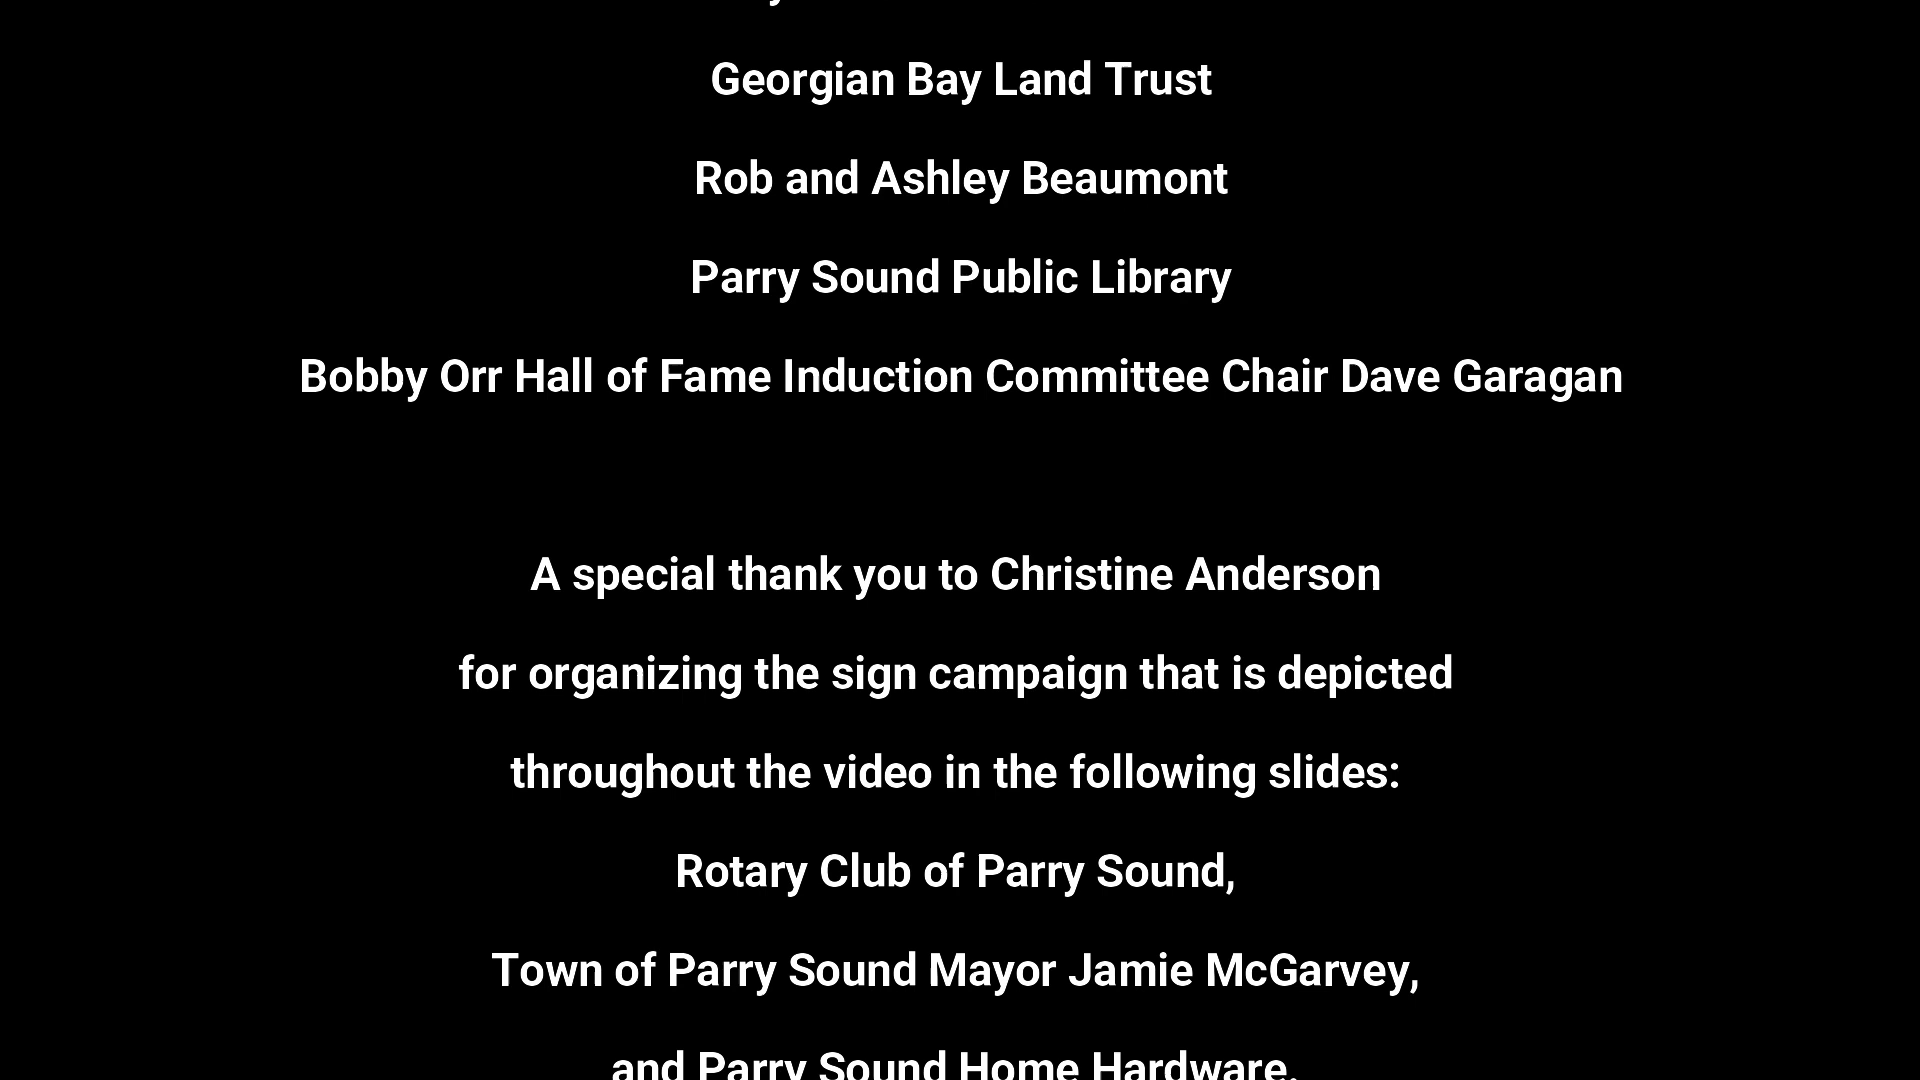 Georgian Bay Land Trust
Rob and Ashley Beaumont
Parry Sound Public Library
Bobby Orr Hall of Fame Induction Committee Chair Dave Garagan
A special thank you to Christine Anderson
for organizing the sign campaign that is depicted
throughout the video in the following slides:
Rotary Club of Parry Sound,
Town of Parry Sound Mayor Jamie McGarvey,
and Parry Sound Home Hardware.